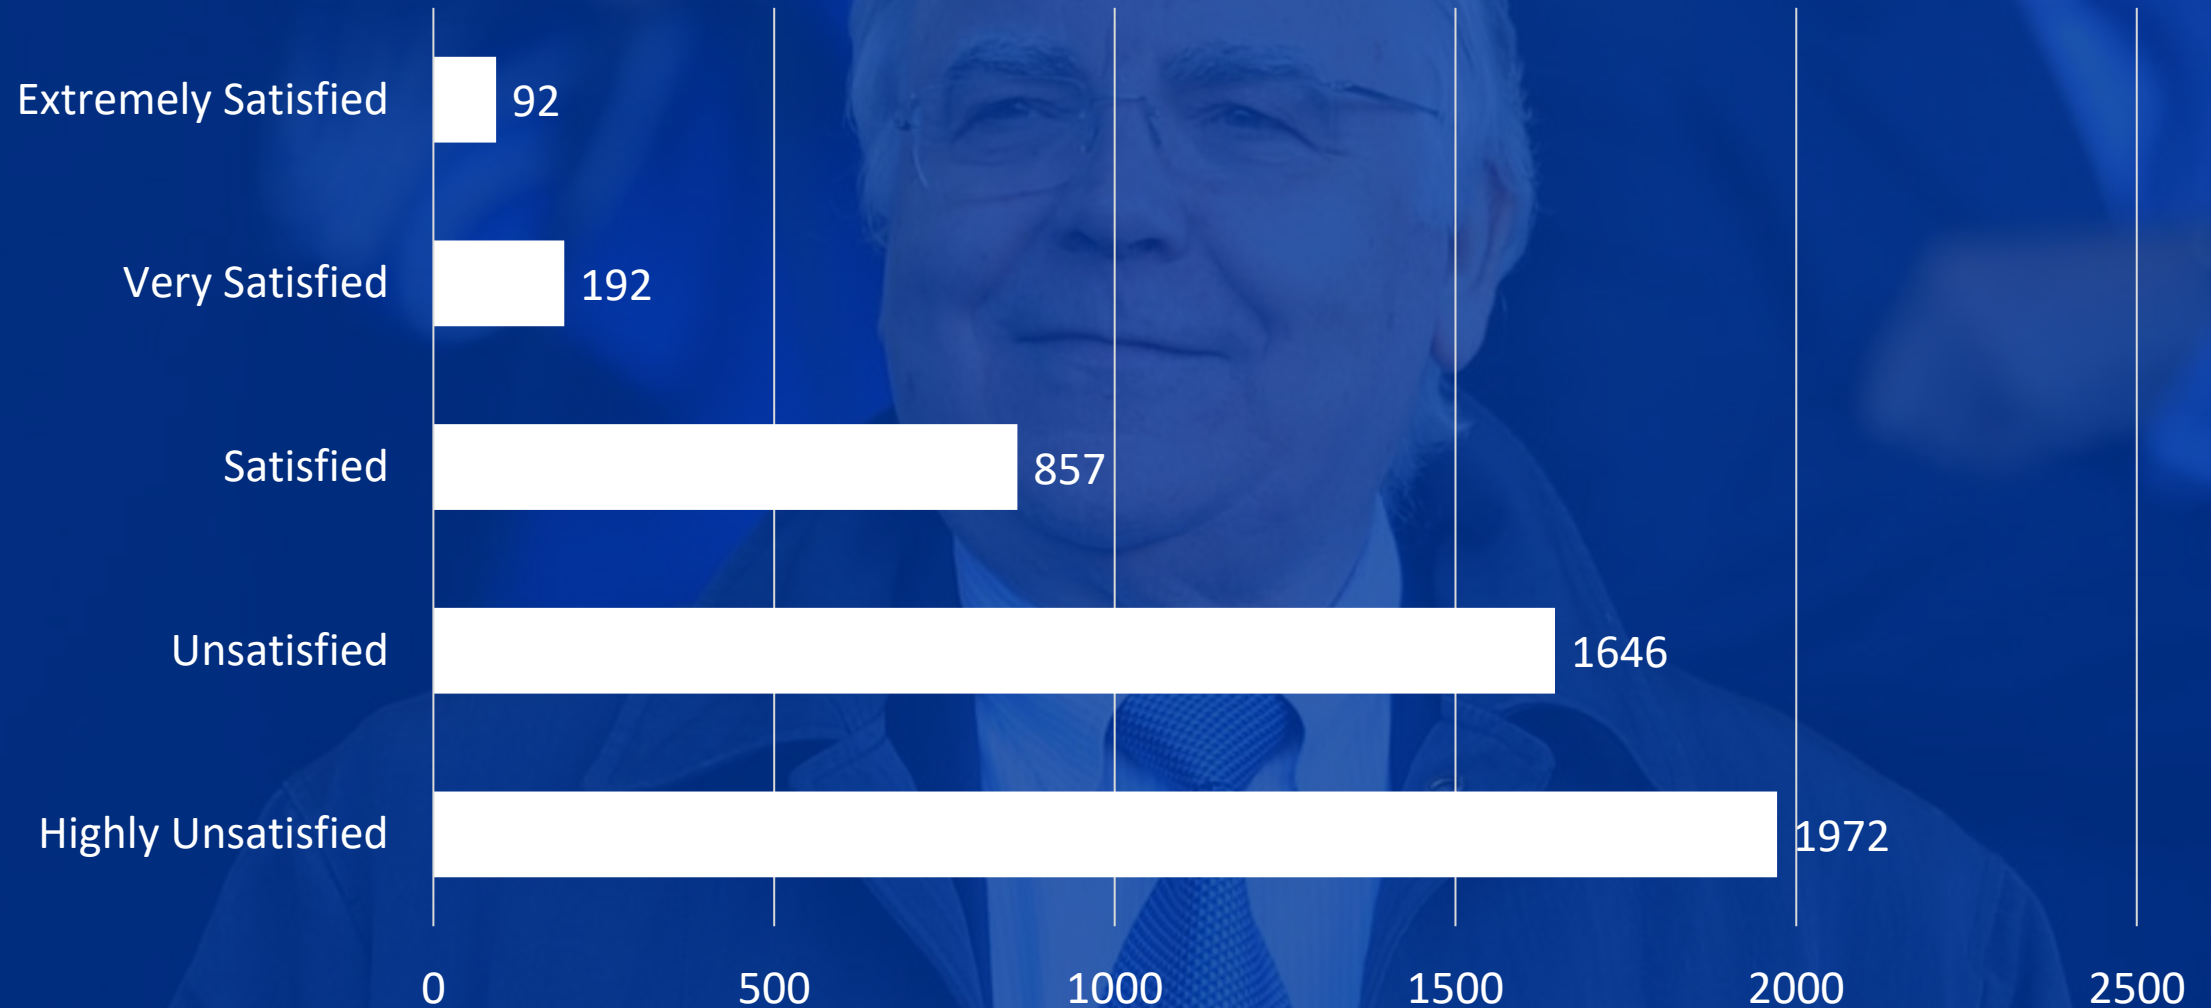 Extremely Satisfied 92
Very Satisfied 192
Satisfied 857
Unsatisfied 1646
Highly Unsatisfied 1972
0 500 1000 1500 2000 2500